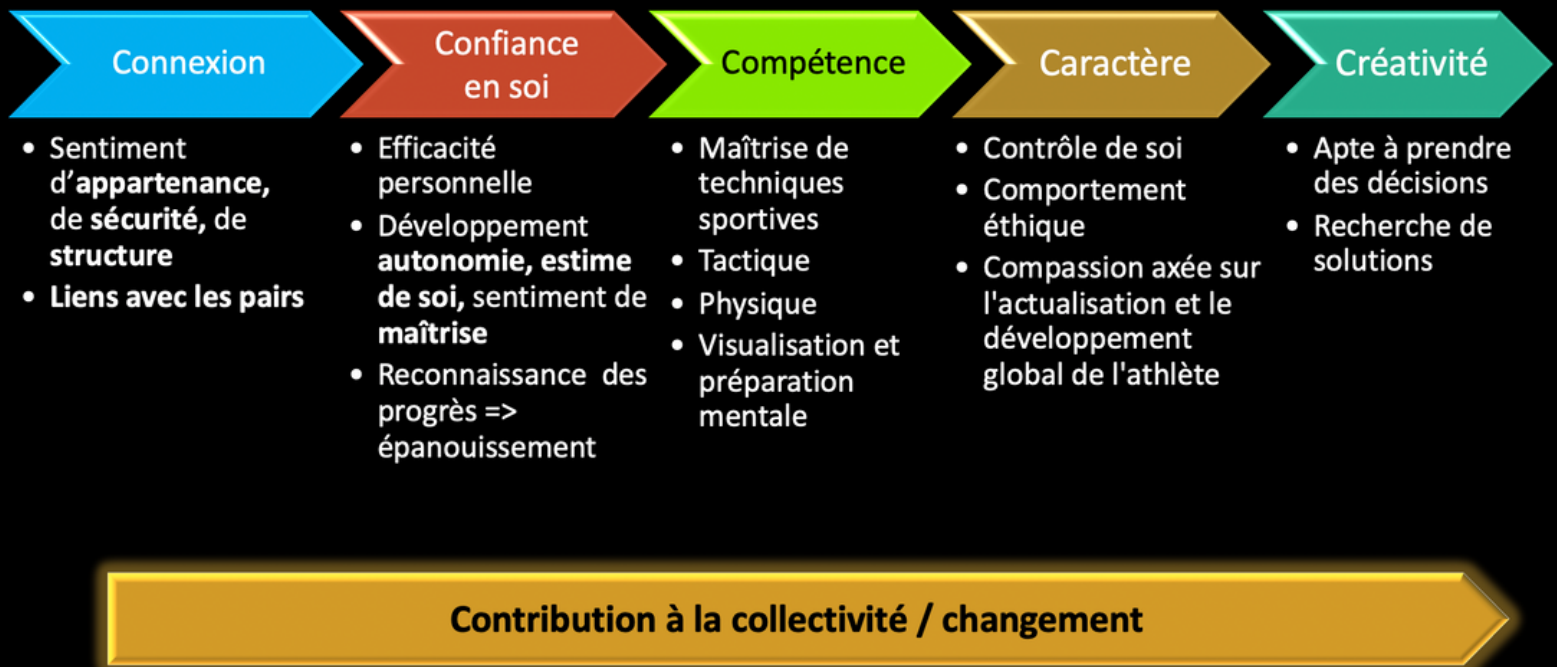 Connexion
Confiance
en soi
Compétence
Caractère
Créativité
• Sentiment
d'appartenance,
de sécurité, de
structure
• Liens avec les pairs
• Efficacité
personnelle
• Développement
autonomie, estime
de soi, sentiment de
maîtrise
• Reconnaissance des
progrès =>
épanouissement
• Maîtrise de
techniques
sportives
• Tactique
• Physique
• Visualisation et
préparation
mentale
• Contrôle de soi
• Comportement
éthique
• Compassion axée sur
l'actualisation et le
développement
global de l'athlète
• Apte à prendre
des décisions
• Recherche de
solutions
Contribution à la collectivité / changement